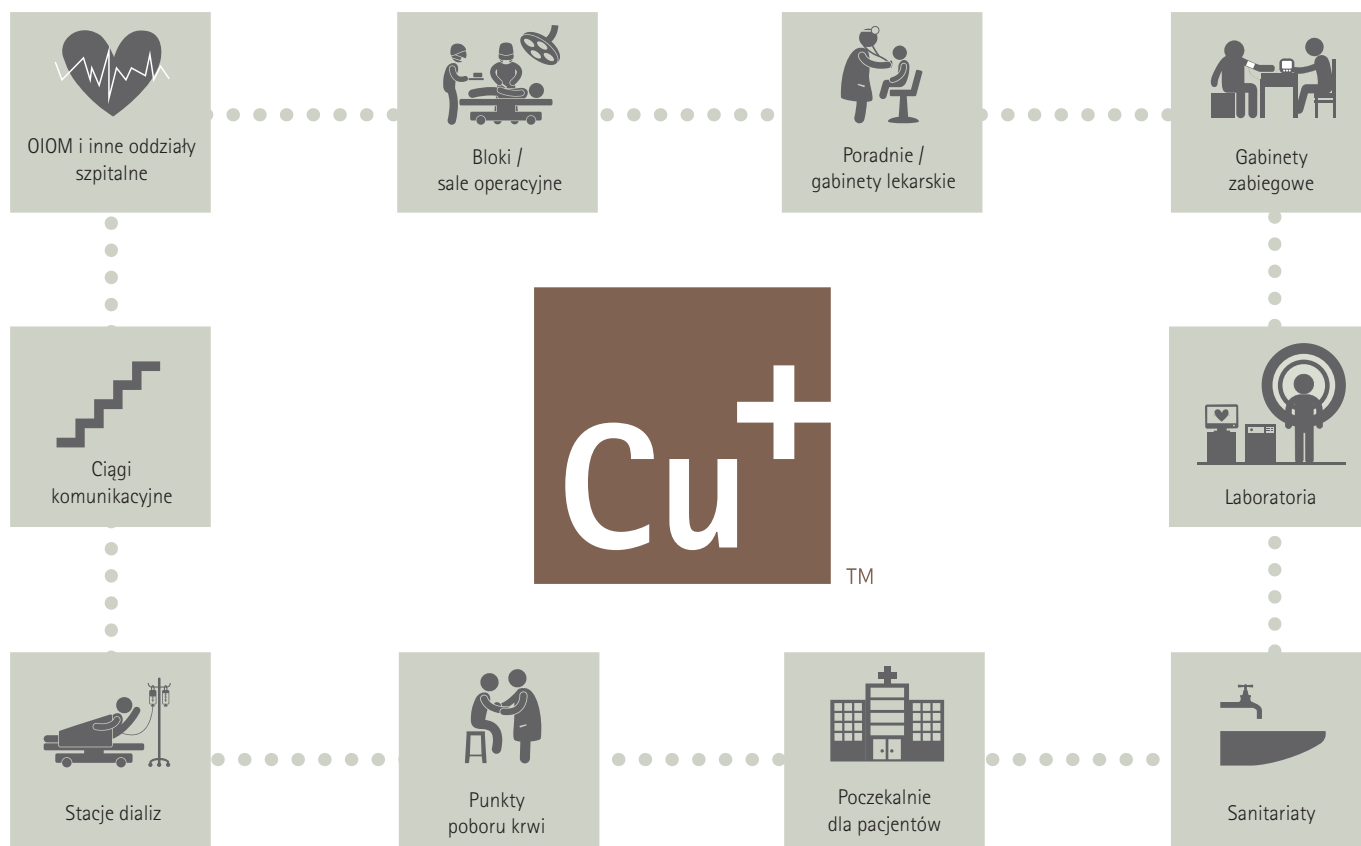 OIOM i inne oddziały
szpitalne
Bloki /
sale operacyjne
Poradnie /
gabinety lekarskie
Gabinety
zabiegowe
Ciągi
komunikacyjne
Cu+
TM
Laboratoria
Stacje dializ
Punkty
poboru krwi
Poczekalnie
dla pacjentów
Sanitariaty